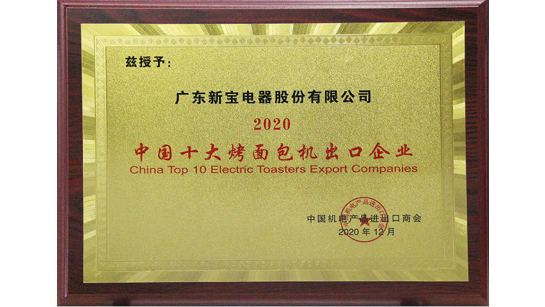 兹授予：
广东新宝电器股份有限公司
2020
中国十大烤面包机出口企业
China Top 10 Electric Toasters Export Companies
中国机电产品进出口商会
2020 年 12 月